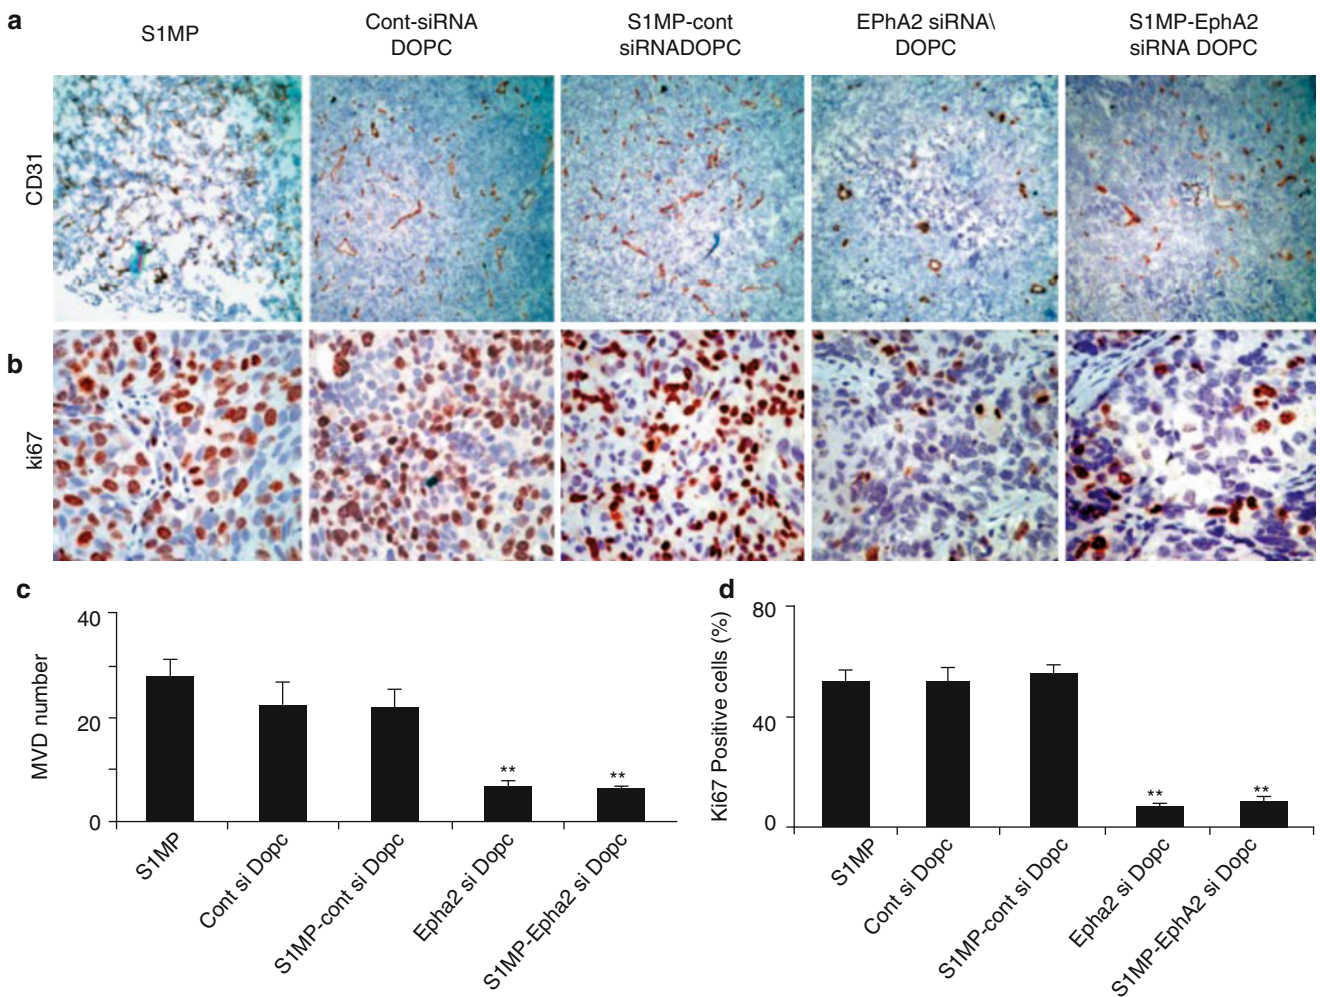 a
S1MP
Cont-siRNA
DOPC
S1MP-cont
siRNADOPC
EPhA2 siRNA\
DOPC
S1MP-EphA2
siRNA DOPC
CD31
b
ki67
c
MVD number
40
20
0
**
**
S1MP
Cont si Dopc
S1MP-cont si Dopc
Epha2 si Dopc
S1MP-Epha2 si Dopc
d
Ki67 Positive cells (%)
80
40
0
**
**
S1MP
Cont si Dopc
S1MP-cont si Dopc
Epha2 si Dopc
S1MP-EphA2 si Dopc